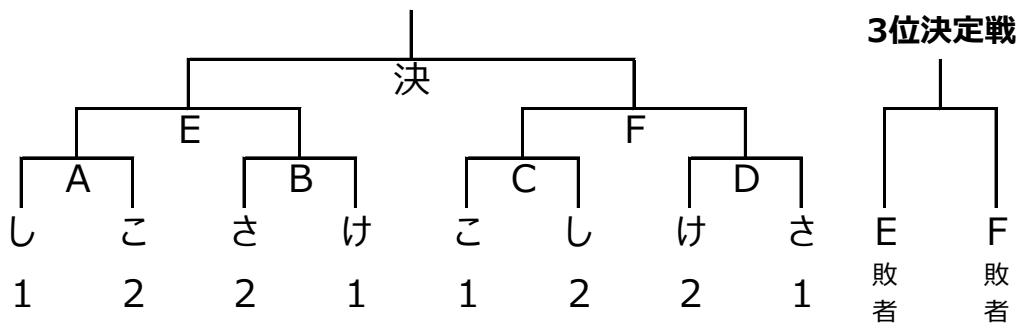 3位決定戦
決
E F
A B C D
し こ さ け こ し け さ E F
1 2 2 1 1 2 2 1 敗者 敗者